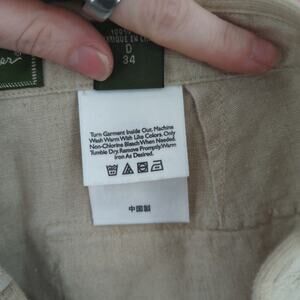 D
34
Turn Garment Inside Out. Machine
Wash Warm With Like Colors. Only
Non-Chlorine Bleach When Needed.
Tumble Dry. Remove Promptly. Warm
Iron As Desired.
中国製